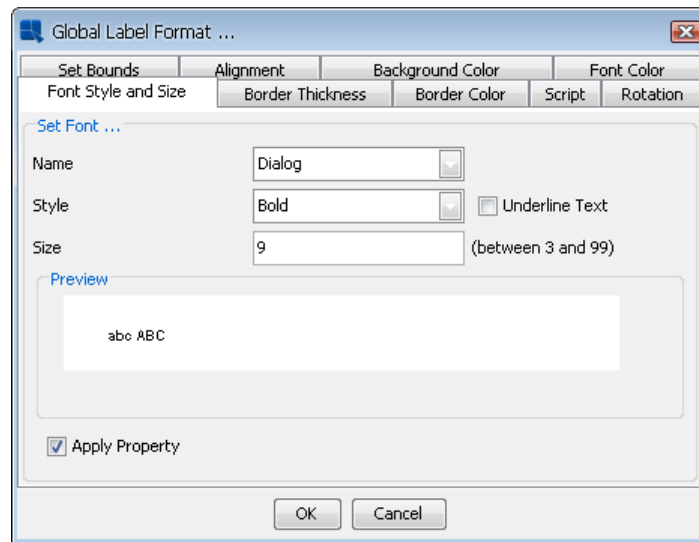 Global Label Format ...
Set Bounds Alignment Background Color Font Color
Font Style and Size Border Thickness Border Color Script Rotation
Set Font ...
Name Dialog
Style Bold Underline Text
Size 9 (between 3 and 99)
Preview
abc ABC
Apply Property
OK Cancel